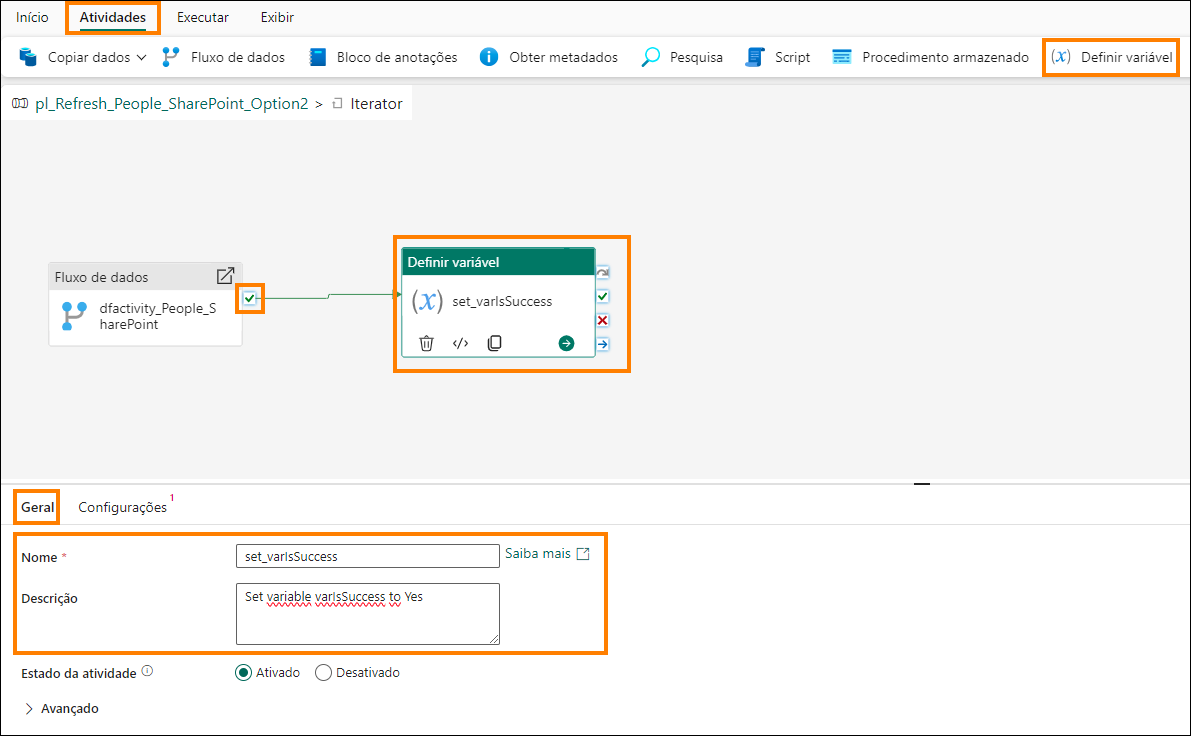 Início Atividades Executar Exibir
Copiar dados Fluxo de dados Bloco de anotações Obter metadados Pesquisa Script Procedimento armazenado (x) Definir variável
pl_Refresh_People_SharePoint_Option2 > Iterator
Definir variável
Fluxo de dados
(x) set_varIsSuccess
dfactivity_People_S
harePoint
Geral Configurações 1
Nome * set_varIsSuccess Saiba mais
Descrição Set variable varIsSuccess to Yes
Estado da atividade Ativado Desativado
Avançado